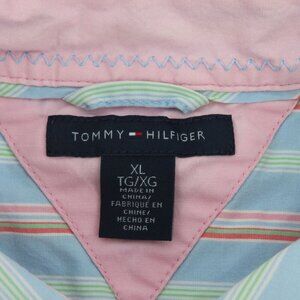 TOMMY HILFIGER
XL
TG/XG
MADE IN
CHINA/
FABRIQUÉ EN
CHINE/
HECHO EN
CHINA